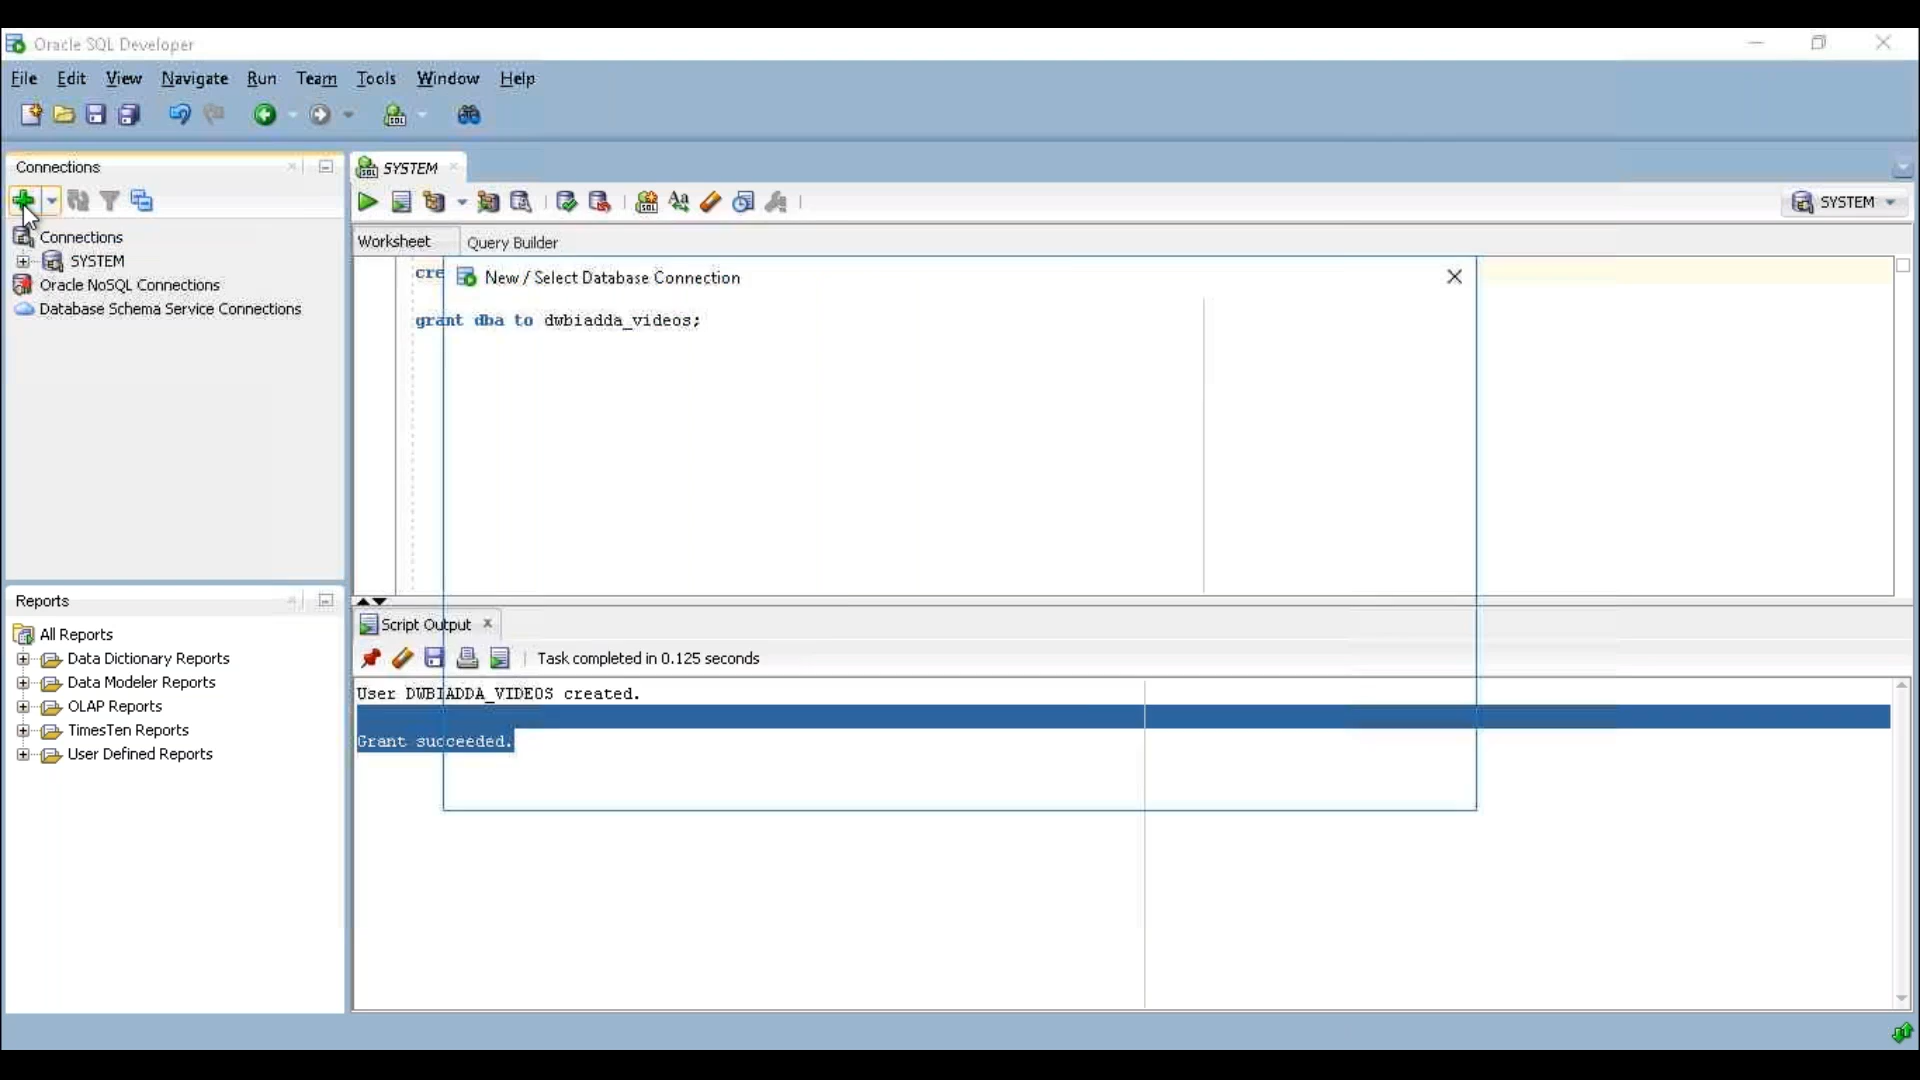 Oracle SQL Developer
File Edit View Navigate Run Team Tools Window Help
Connections
SYSTEM
SYSTEM
Connections
SYSTEM
Oracle NoSQL Connections
Database Schema Service Connections
Worksheet Query Builder
cre
New / Select Database Connection
grant dba to dwbiadda_videos;
Reports
All Reports
Data Dictionary Reports
Data Modeler Reports
OLAP Reports
TimesTen Reports
User Defined Reports
Script Output
Task completed in 0.125 seconds
User DWBIADDA_VIDEOS created.
Grant succeeded.